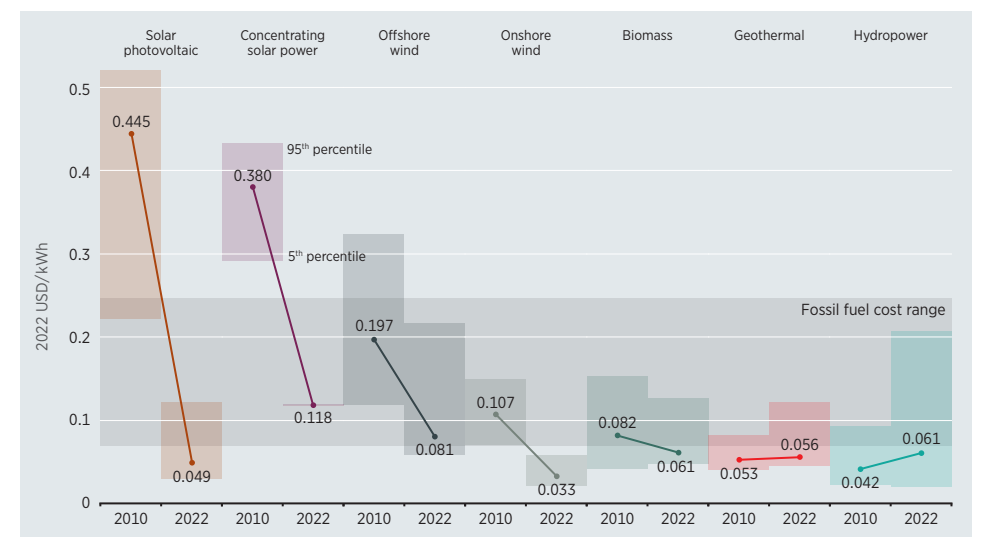 Solar
photovoltaic
Concentrating
solar power
Offshore
wind
Onshore
wind
Biomass
Geothermal
Hydropower
2022 USD/kWh
0.5
0.4
0.3
0.2
0.1
0
0.445
0.049
95th percentile
0.380
5th percentile
0.118
0.197
0.081
0.107
0.033
0.082
0.061
0.053
0.056
Fossil fuel cost range
0.042
0.061
2010 2022 2010 2022 2010 2022 2010 2022 2010 2022 2010 2022 2010 2022